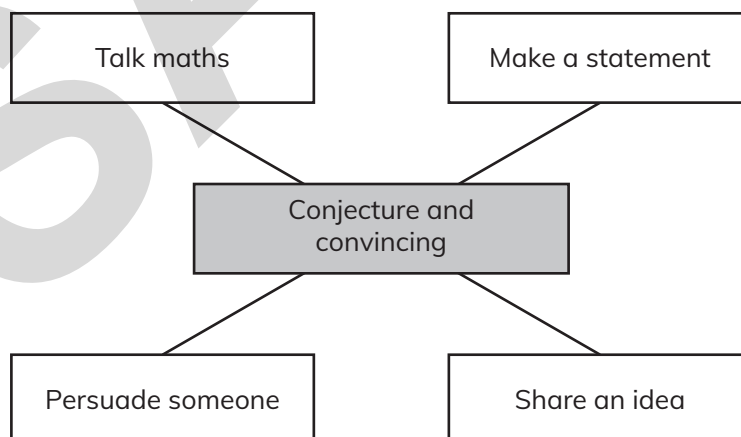 Talk maths
Make a statement
Conjecture and
convincing
Persuade someone
Share an idea